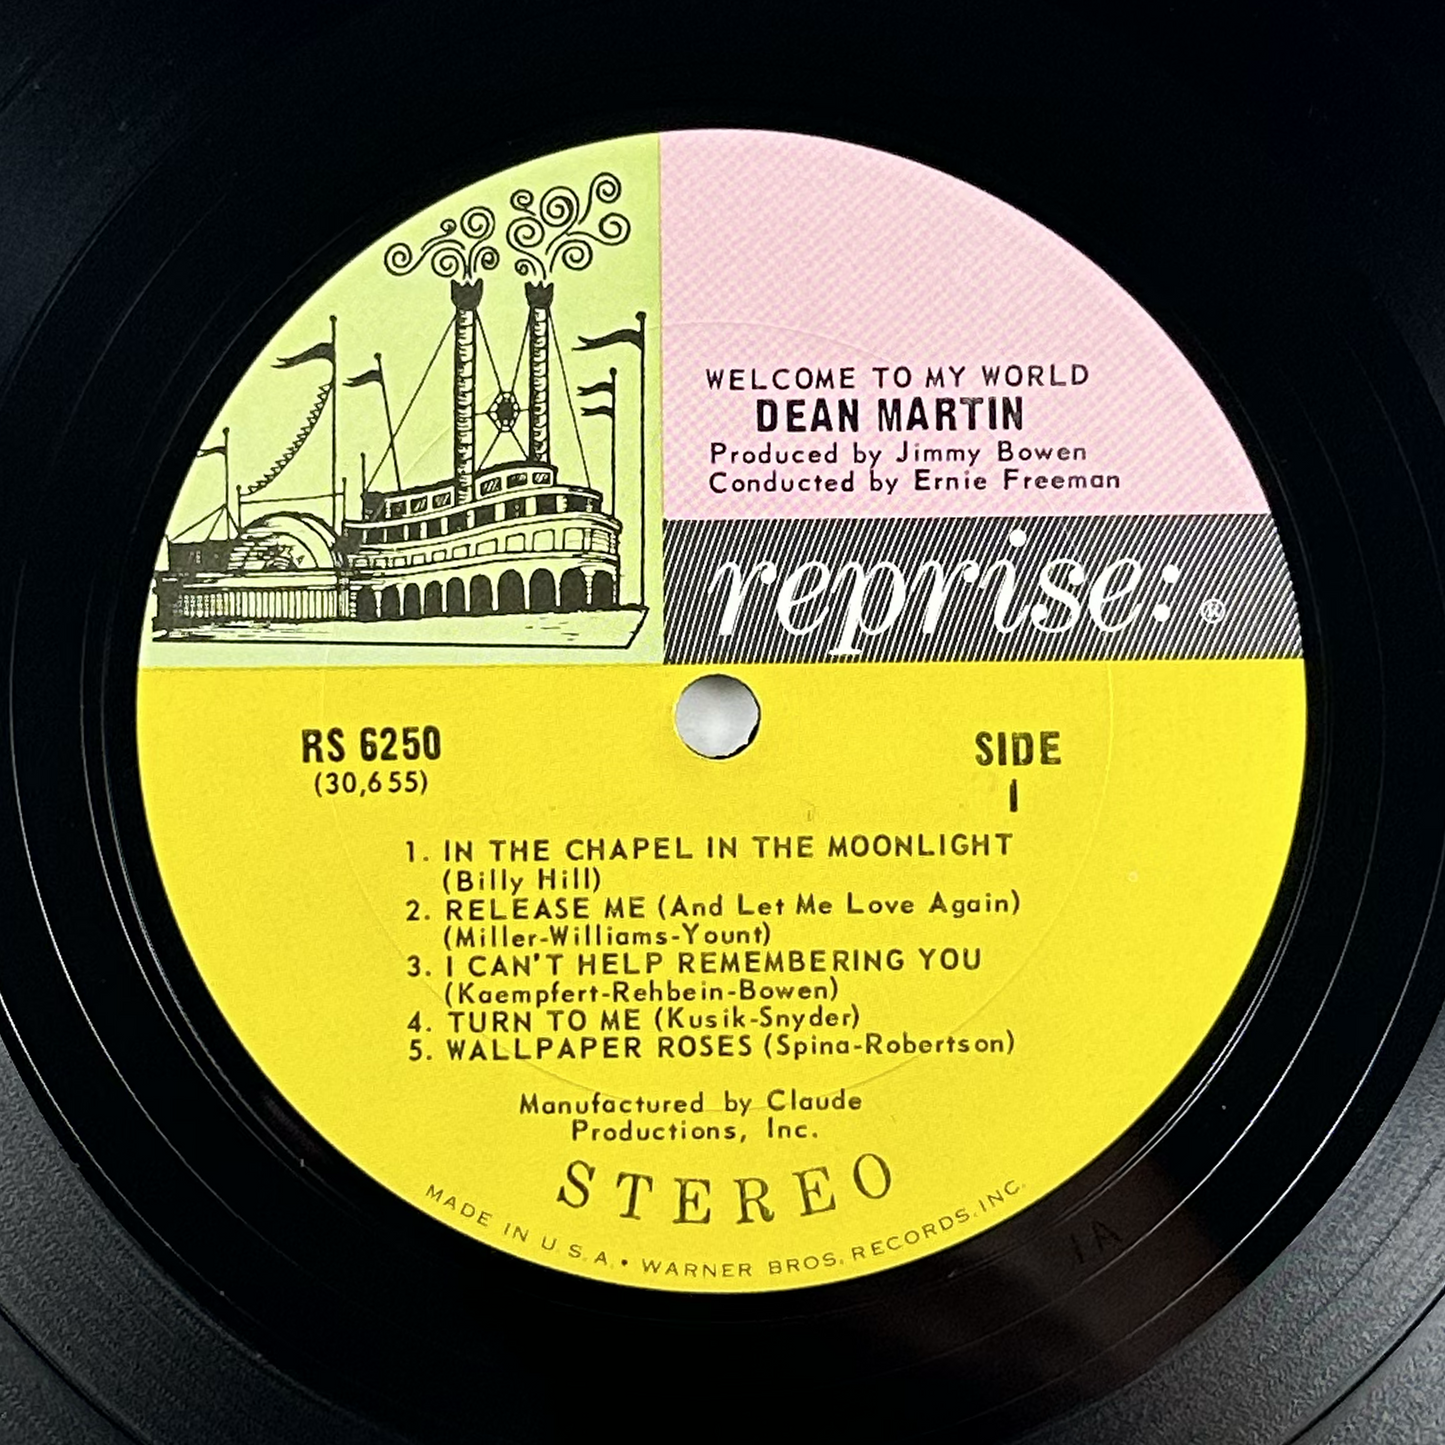 WELCOME TO MY WORLD
DEAN MARTIN
Produced by Jimmy Bowen
Conducted by Ernie Freeman
reprise: ®
RS 6250
(30,655)
SIDE
1
1. IN THE CHAPEL IN THE MOONLIGHT
(Billy Hill)
2. RELEASE ME (And Let Me Love Again)
(Miller-Williams-Yount)
3. I CAN'T HELP REMEMBERING YOU
(Kaempfert-Rehbein-Bowen)
4. TURN TO ME (Kusik-Snyder)
5. WALLPAPER ROSES (Spina-Robertson)
Manufactured by Claude
Productions, Inc.
STEREO
MADE IN U.S.A. • WARNER BROS. RECORDS, INC.
1A